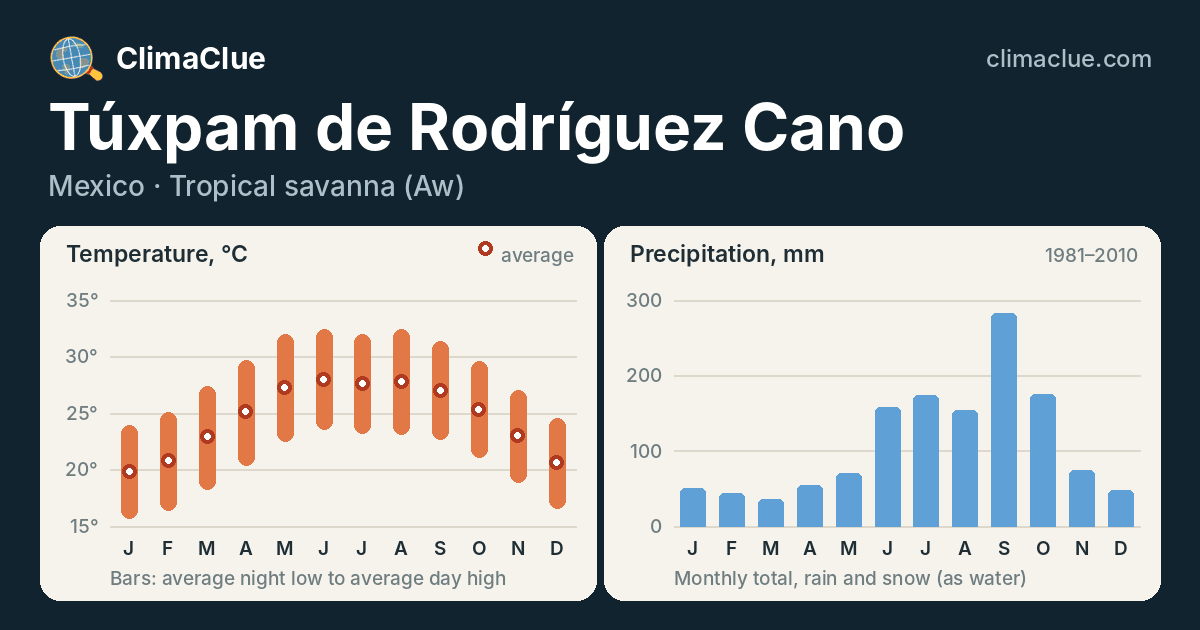 ClimaClue
climaclue.com
Túxpam de Rodríguez Cano
Mexico · Tropical savanna (Aw)
Temperature, °C
average
35°
30°
25°
20°
15°
J F M A M J J A S O N D
Bars: average night low to average day high
Precipitation, mm
1981–2010
300
200
100
0
J F M A M J J A S O N D
Monthly total, rain and snow (as water)